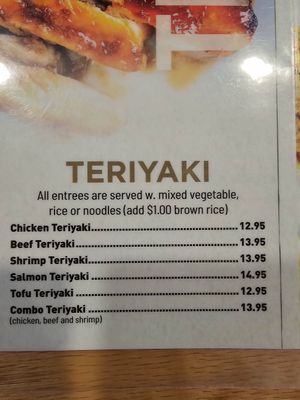 TERIYAKI
All entrees are served w. mixed vegetable,
rice or noodles (add $1.00 brown rice)
Chicken Teriyaki....................................................... 12.95
Beef Teriyaki............................................................ 13.95
Shrimp Teriyaki........................................................ 13.95
Salmon Teriyaki ....................................................... 14.95
Tofu Teriyaki ............................................................ 12.95
Combo Teriyaki ........................................................ 13.95
(chicken, beef and shrimp)